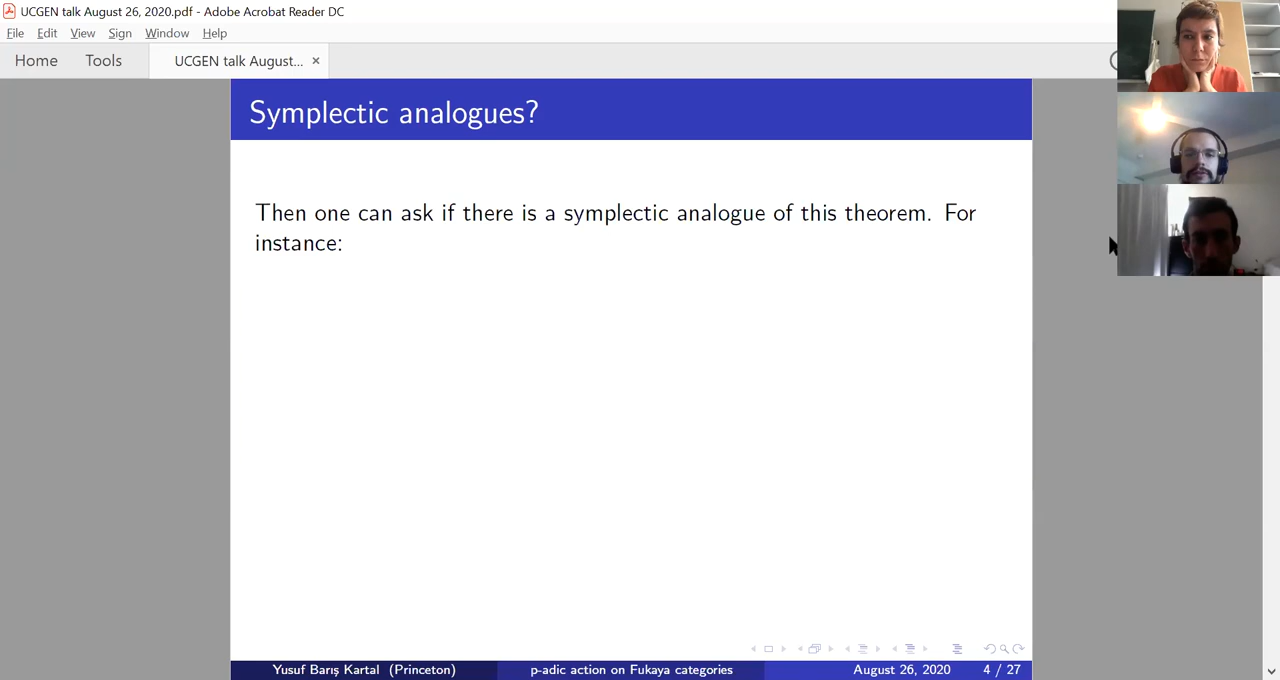 UCGEN talk August 26, 2020.pdf - Adobe Acrobat Reader DC
File Edit View Sign Window Help
Home Tools UCGEN talk August... ×
Symplectic analogues?
Then one can ask if there is a symplectic analogue of this theorem. For
instance:
Yusuf Barış Kartal (Princeton) p-adic action on Fukaya categories August 26, 2020 4 / 27